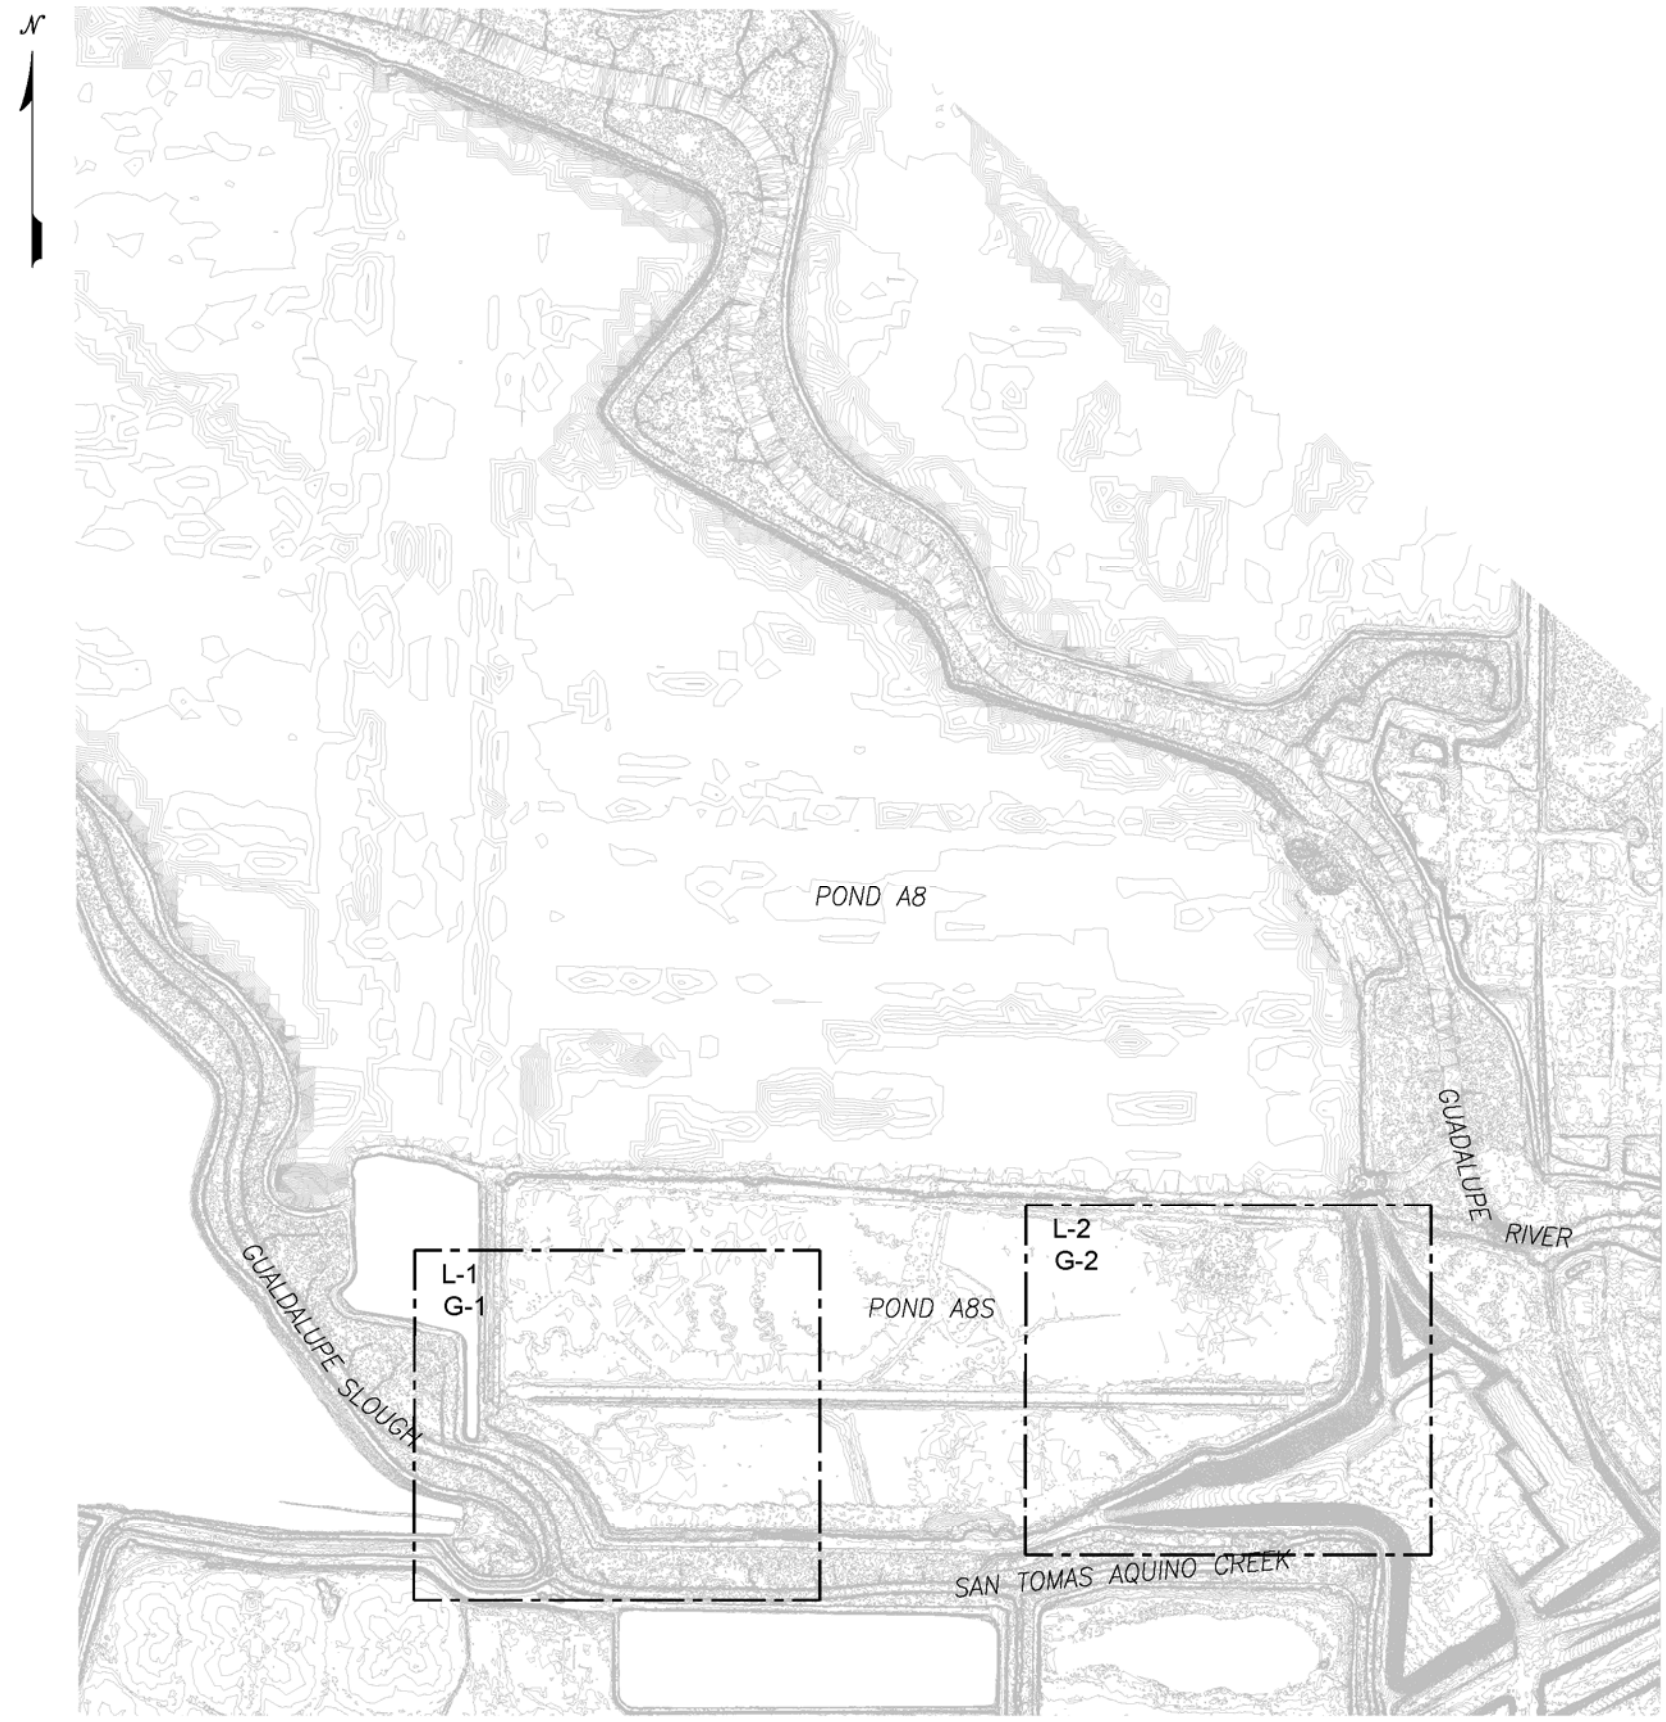 N
POND A8
GUADALUPE
RIVER
L-2
G-2
L-1
G-1
POND A8S
GUALDALUPE SLOUGH
SAN TOMAS AQUINO CREEK